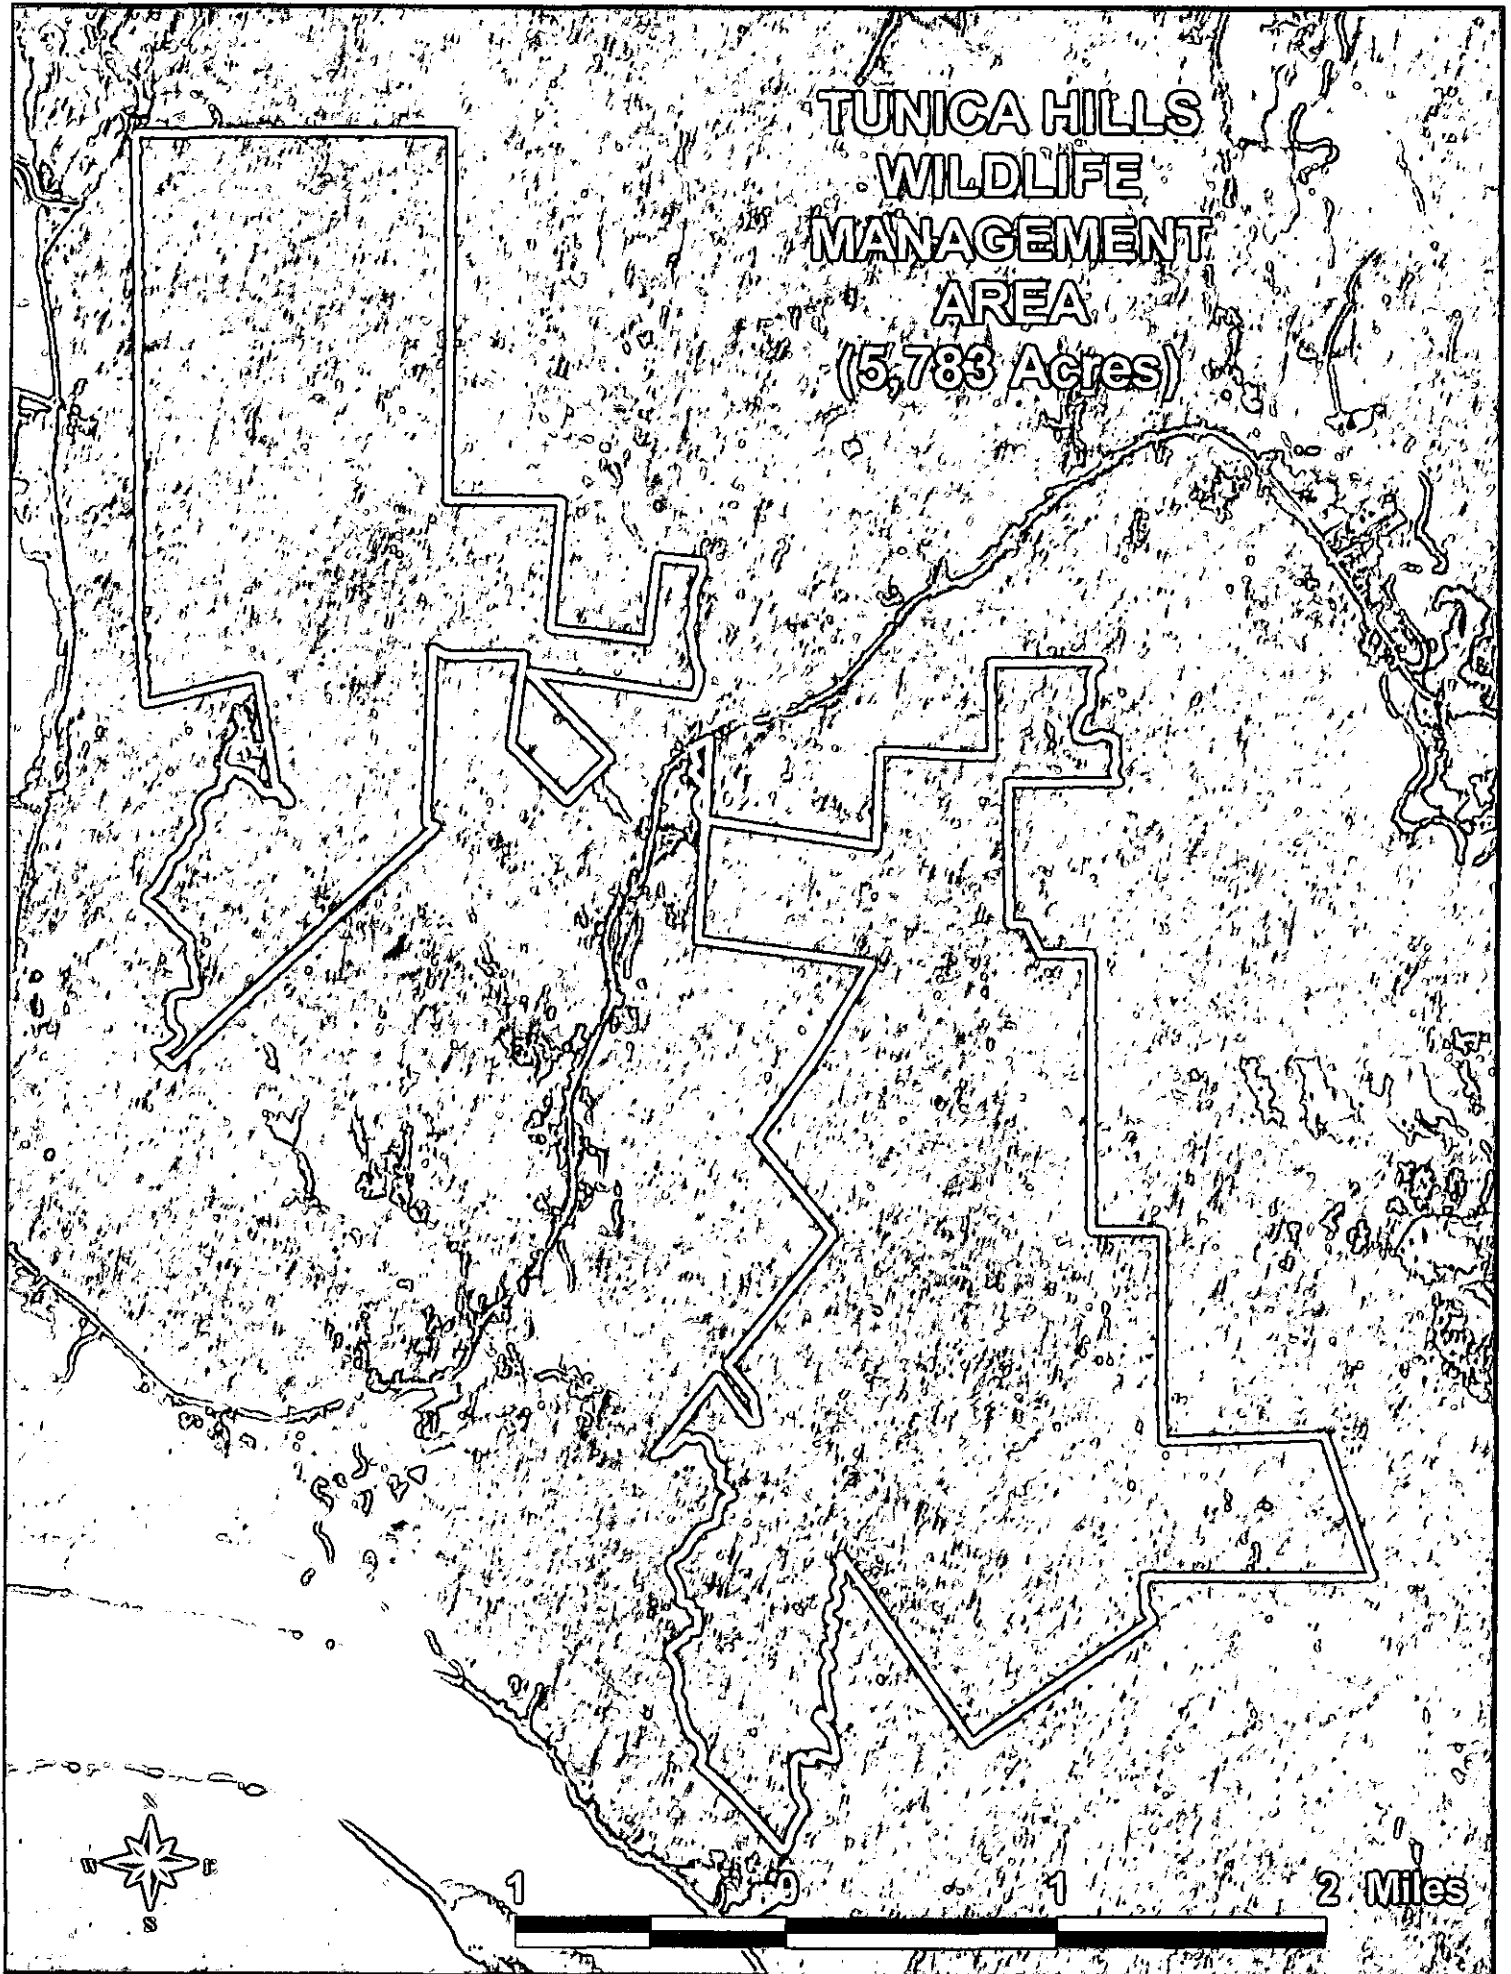 TUNICA HILLS
WILDLIFE
MANAGEMENT
AREA
(5,783 Acres)
N
W E
S
1 0 1 2 Miles